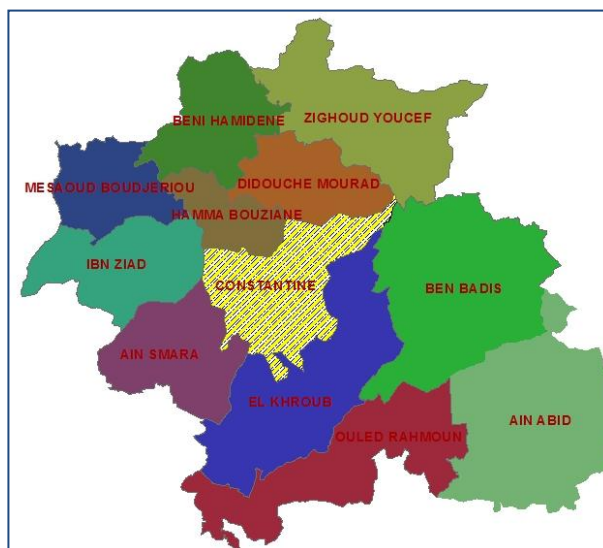 ZIGHOUD YOUCEF
BENI HAMIDENE
DIDOUCHE MOURAD
MESAOUD BOUDJERIOU
HAMMA BOUZIANE
IBN ZIAD
CONSTANTINE
BEN BADIS
AIN SMARA
EL KHROUB
AIN ABID
OULED RAHMOUN